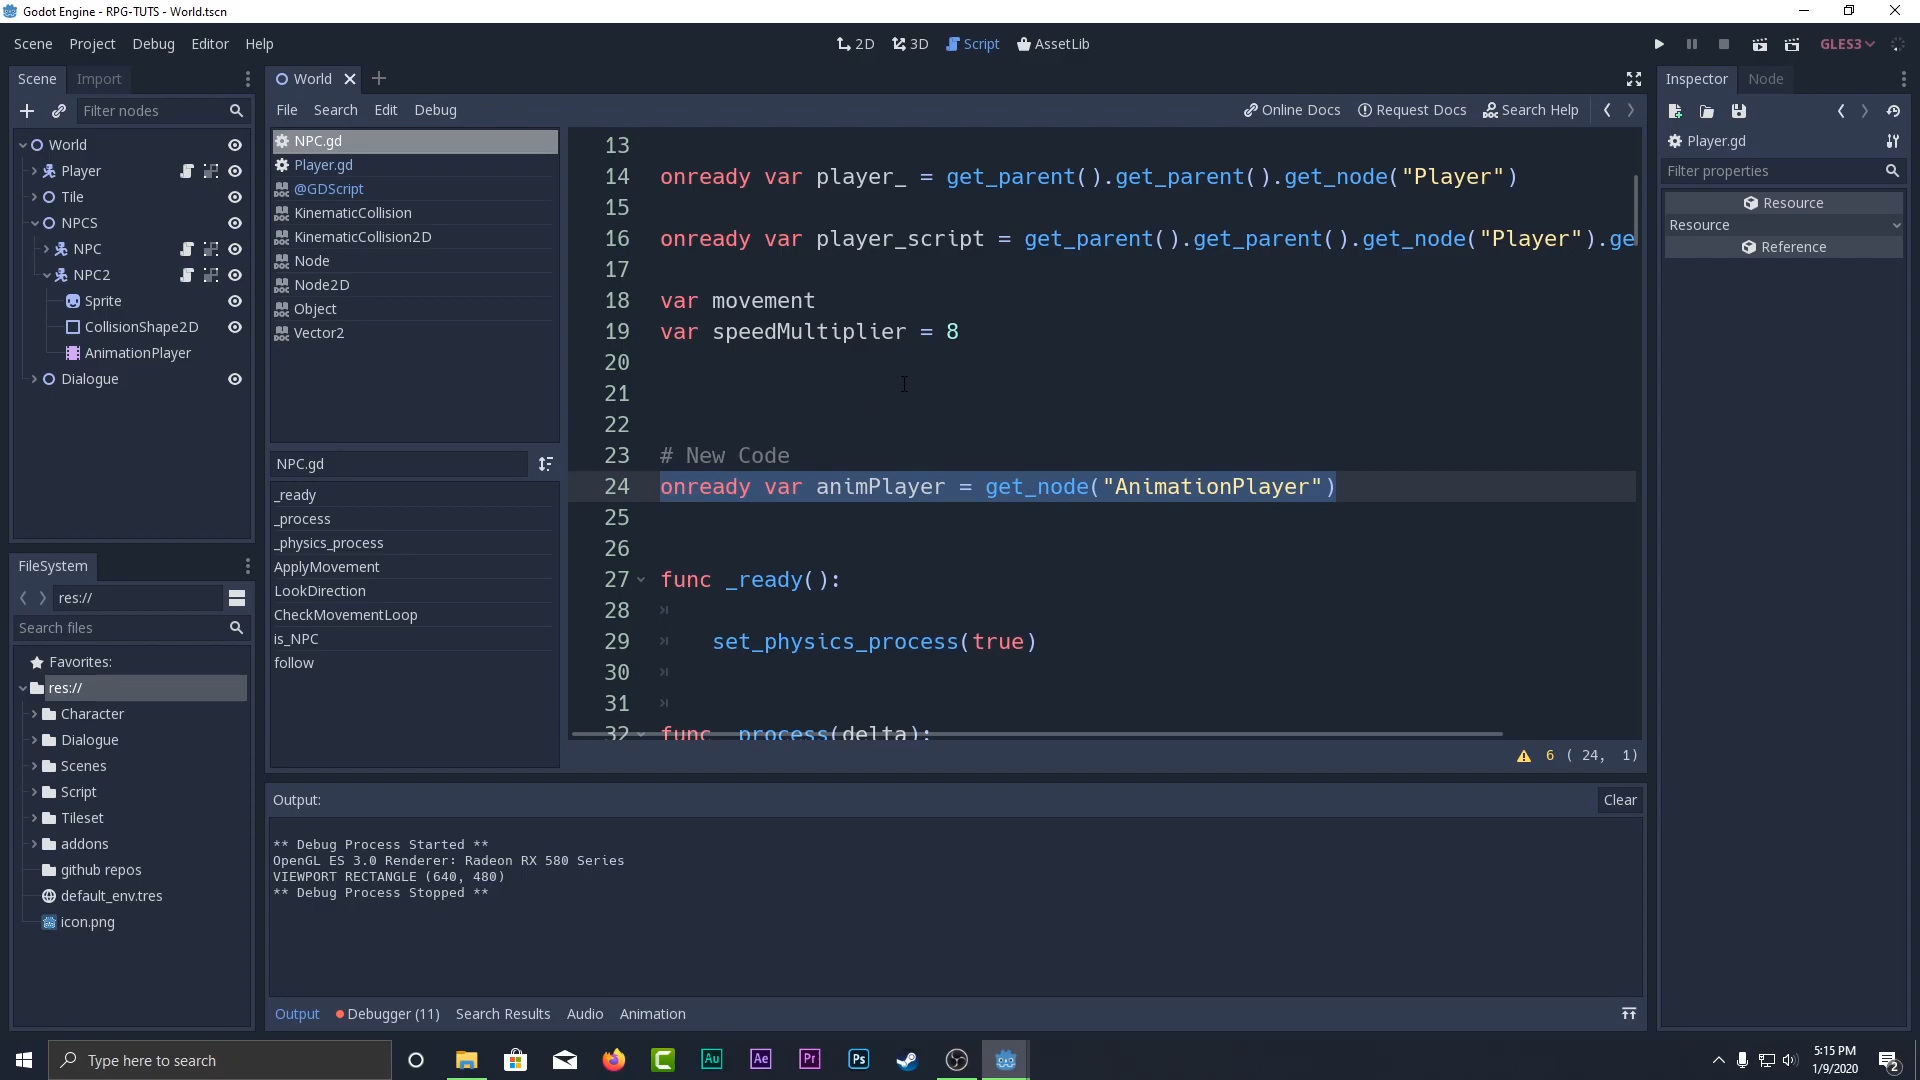 Godot Engine - RPG-TUTS - World.tscn
Scene Project Debug Editor Help
2D 3D Script AssetLib
GLES3
Scene Import
Filter nodes
World
Player
Tile
NPCS
NPC
NPC2
Sprite
CollisionShape2D
AnimationPlayer
Dialogue
FileSystem
res://
Search files
Favorites:
res://
Character
Dialogue
Scenes
Script
Tileset
addons
github repos
default_env.tres
icon.png
World
File Search Edit Debug
Online Docs Request Docs Search Help
NPC.gd
Player.gd
@GDScript
KinematicCollision
KinematicCollision2D
Node
Node2D
Object
Vector2
NPC.gd
_ready
_process
_physics_process
ApplyMovement
LookDirection
CheckMovementLoop
is_NPC
follow
13
14 onready var player_ = get_parent().get_parent().get_node("Player")
15
16 onready var player_script = get_parent().get_parent().get_node("Player").ge
17
18 var movement
19 var speedMultiplier = 8
20
21
22
23 # New Code
24 onready var animPlayer = get_node("AnimationPlayer")
25
26
27 func _ready():
28
29 set_physics_process(true)
30
31
32 func _process(delta):
6 ( 24, 1)
Output:
Clear
** Debug Process Started **
OpenGL ES 3.0 Renderer: Radeon RX 580 Series
VIEWPORT RECTANGLE (640, 480)
** Debug Process Stopped **
Output Debugger (11) Search Results Audio Animation
Inspector Node
Player.gd
Filter properties
Resource
Resource
Reference
Type here to search
Au
Ae
Pr
Ps
5:15 PM
1/9/2020
2